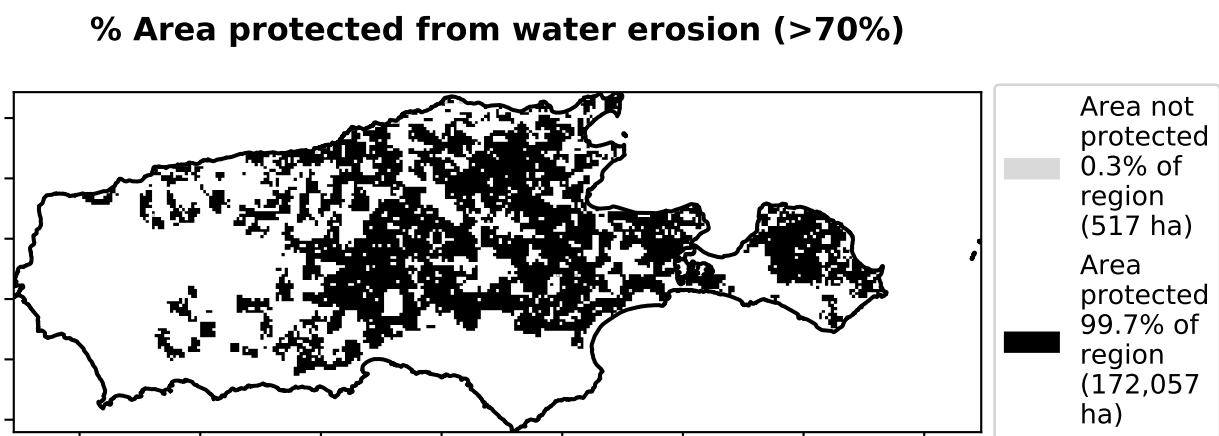 % Area protected from water erosion (>70%)
Area not
protected
0.3% of
region
(517 ha)
Area
protected
99.7% of
region
(172,057
ha)